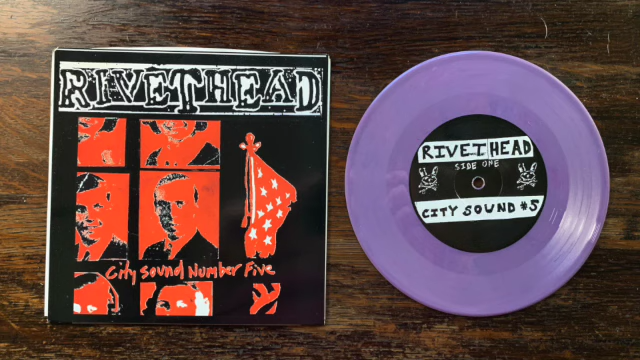 RIVETHEAD
City Sound Number Five
RIVETHEAD
SIDE ONE
CITY SOUND #5